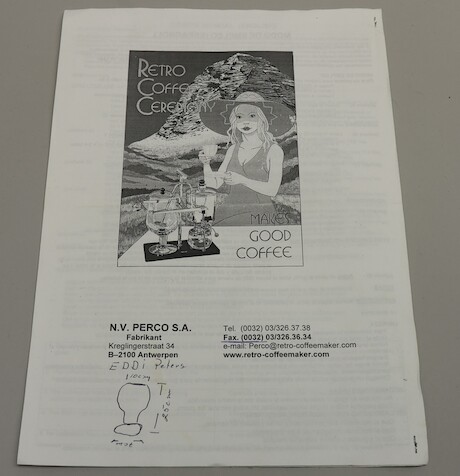 RETRO
COFFEE
CEREMONY
MAKES
GOOD
COFFEE
N.V. PERCO S.A.
Fabrikant
Kreglingerstraat 34
B–2100 Antwerpen
EDDI Peters
Tel. (0032) 03/326.37.38
Fax. (0032) 03/326.36.34
e-mail: Perco@retro-coffeemaker.com
www.retro-coffeemaker.com